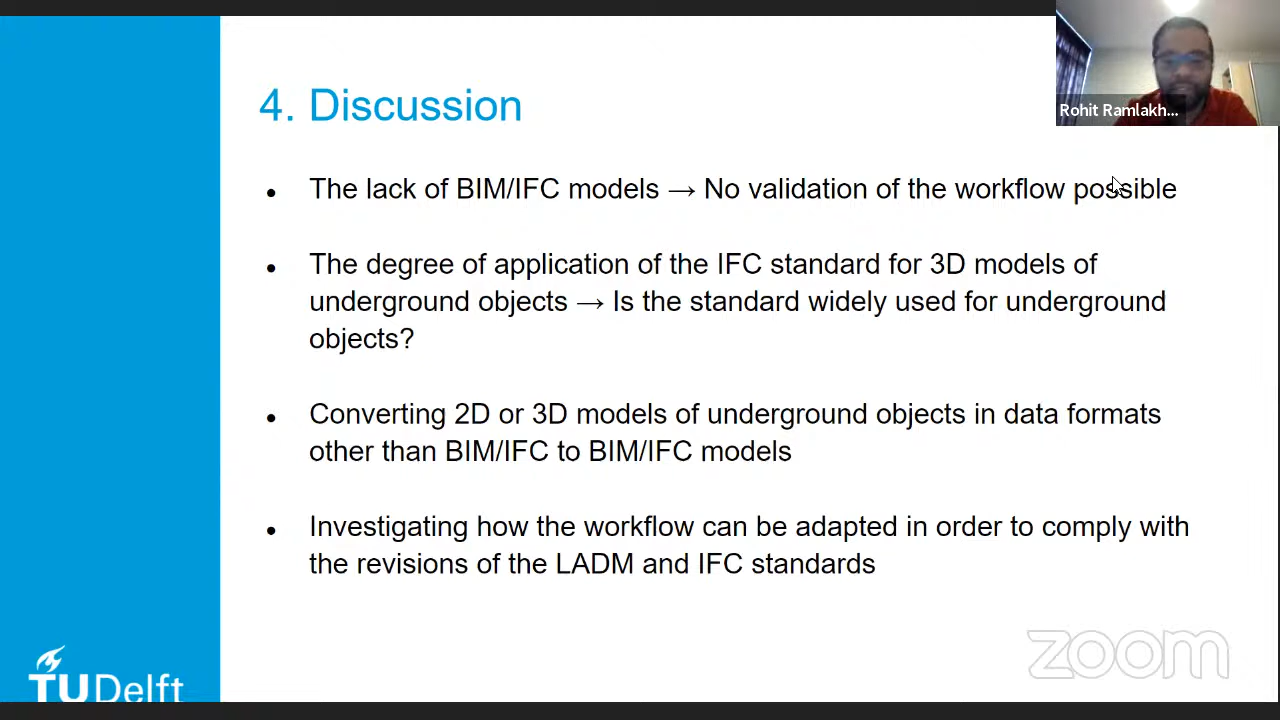 Rohit Ramlakh...
4. Discussion
• The lack of BIM/IFC models → No validation of the workflow possible
• The degree of application of the IFC standard for 3D models of
underground objects → Is the standard widely used for underground
objects?
• Converting 2D or 3D models of underground objects in data formats
other than BIM/IFC to BIM/IFC models
• Investigating how the workflow can be adapted in order to comply with
the revisions of the LADM and IFC standards
zoom
TUDelft